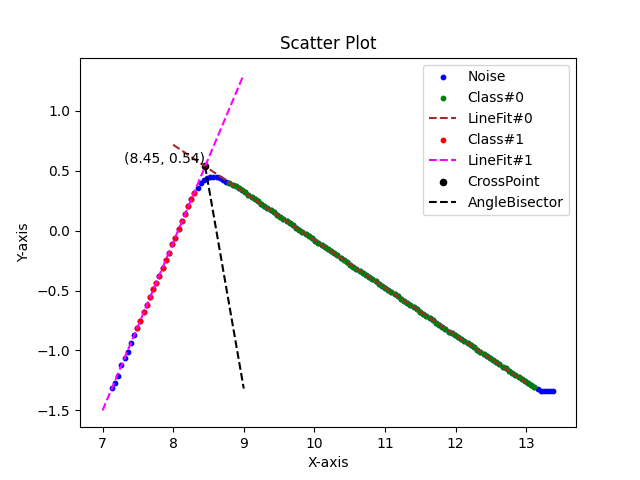 Scatter Plot
Noise
Class#0
LineFit#0
Class#1
LineFit#1
CrossPoint
AngleBisector
(8.45, 0.54)
1.0
0.5
0.0
−0.5
−1.0
−1.5
Y-axis
7 8 9 10 11 12 13
X-axis